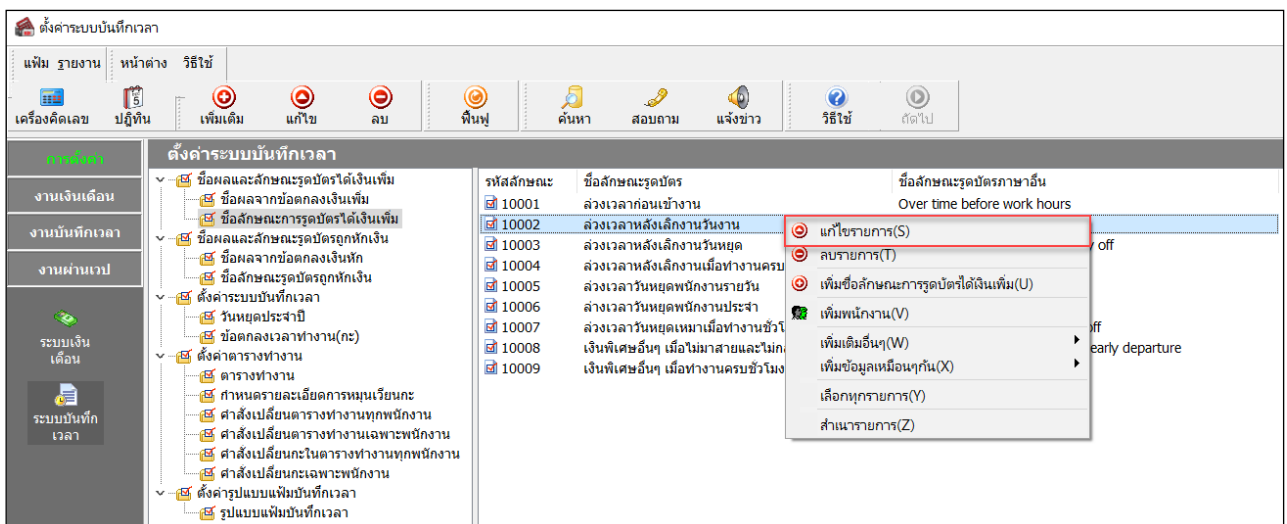 ตั้งค่าระบบบันทึกเวลา
แฟ้ม รายงาน หน้าต่าง วิธีใช้
เครื่องคิดเลข ปฏิทิน เพิ่มเติม แก้ไข ลบ ฟื้นฟู ค้นหา สอบถาม แจ้งข่าว วิธีใช้ ถัดไป
การตั้งค่า
งานเงินเดือน
งานบันทึกเวลา
งานผ่านเวป
ระบบเงิน
เดือน
ระบบบันทึก
เวลา
ตั้งค่าระบบบันทึกเวลา
ชื่อผลและลักษณะรูดบัตรได้เงินเพิ่ม
ชื่อผลจากข้อตกลงเงินเพิ่ม
ชื่อลักษณะการรูดบัตรได้เงินเพิ่ม
ชื่อผลและลักษณะรูดบัตรถูกหักเงิน
ชื่อผลจากข้อตกลงเงินหัก
ชื่อลักษณะรูดบัตรถูกหักเงิน
ตั้งค่าระบบบันทึกเวลา
วันหยุดประจำปี
ข้อตกลงเวลาทำงาน(กะ)
ตั้งค่าตารางทำงาน
ตารางทำงาน
กำหนดรายละเอียดการหมุนเวียนกะ
คำสั่งเปลี่ยนตารางทำงานทุกพนักงาน
คำสั่งเปลี่ยนตารางทำงานเฉพาะพนักงาน
คำสั่งเปลี่ยนกะในตารางทำงานทุกพนักงาน
คำสั่งเปลี่ยนกะเฉพาะพนักงาน
ตั้งค่ารูปแบบแฟ้มบันทึกเวลา
รูปแบบแฟ้มบันทึกเวลา
รหัสลักษณะ ชื่อลักษณะรูดบัตร ชื่อลักษณะรูดบัตรภาษาอื่น
10001 ล่วงเวลาก่อนเข้างาน Over time before work hours
10002 ล่วงเวลาหลังเลิกงานวันงาน
10003 ล่วงเวลาหลังเลิกงานวันหยุด off
10004 ล่วงเวลาหลังเลิกงานเมื่อทำงานครบ
10005 ล่วงเวลาวันหยุดพนักงานรายวัน
10006 ล่างเวลาวันหยุดพนักงานประจำ
10007 ล่วงเวลาวันหยุดเหมาเมื่อทำงานชั่วโ off
10008 เงินพิเศษอื่นๆ เมื่อไม่มาสายและไม่กล early departure
10009 เงินพิเศษอื่นๆ เมื่อทำงานครบชั่วโมง
แก้ไขรายการ(S)
ลบรายการ(T)
เพิ่มชื่อลักษณะการรูดบัตรได้เงินเพิ่ม(U)
เพิ่มพนักงาน(V)
เพิ่มเติมอื่นๆ(W)
เพิ่มข้อมูลเหมือนๆกัน(X)
เลือกทุกรายการ(Y)
สำเนารายการ(Z)